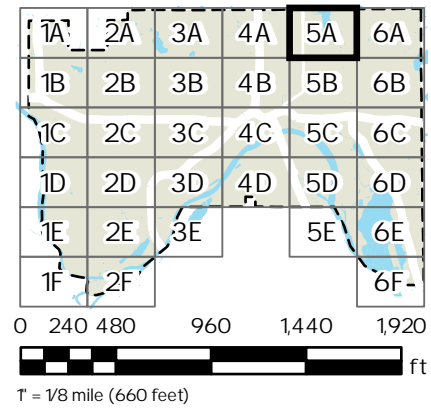 1A 2A 3A 4A 5A 6A
1B 2B 3B 4B 5B 6B
1C 2C 3C 4C 5C 6C
1D 2D 3D 4D 5D 6D
1E 2E 3E 5E 6E
1F 2F 6F
0 240 480 960 1,440 1,920
ft
1" = 1/8 mile (660 feet)